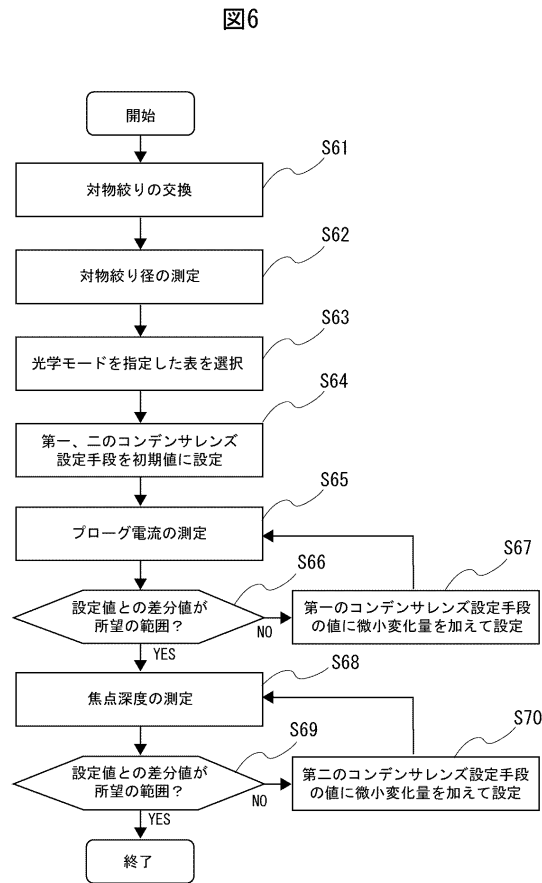 図6
開始
S61
対物絞りの交換
S62
対物絞り径の測定
S63
光学モードを指定した表を選択
S64
第一、二のコンデンサレンズ
設定手段を初期値に設定
S65
プローグ電流の測定
S66
設定値との差分値が
所望の範囲?
NO
YES
S67
第一のコンデンサレンズ設定手段
の値に微小変化量を加えて設定
S68
焦点深度の測定
S69
設定値との差分値が
所望の範囲?
NO
YES
S70
第二のコンデンサレンズ設定手段
の値に微小変化量を加えて設定
終了